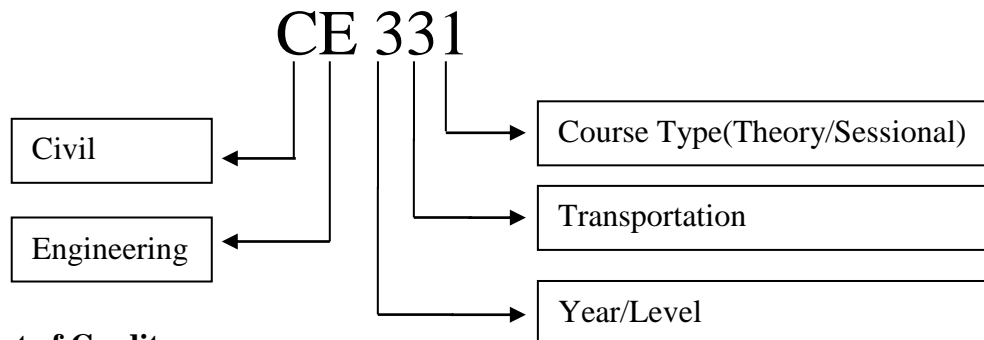 CE 331
Course Type(Theory/Sessional)
Civil
Transportation
Engineering
Year/Level